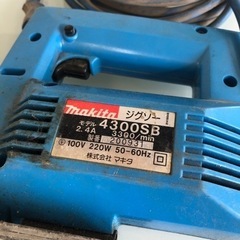 makita ジグソー
モデル 4300SB
2.4A 3300/min
製番 200931
100V 220W 50-60Hz
株式会社 マキタ